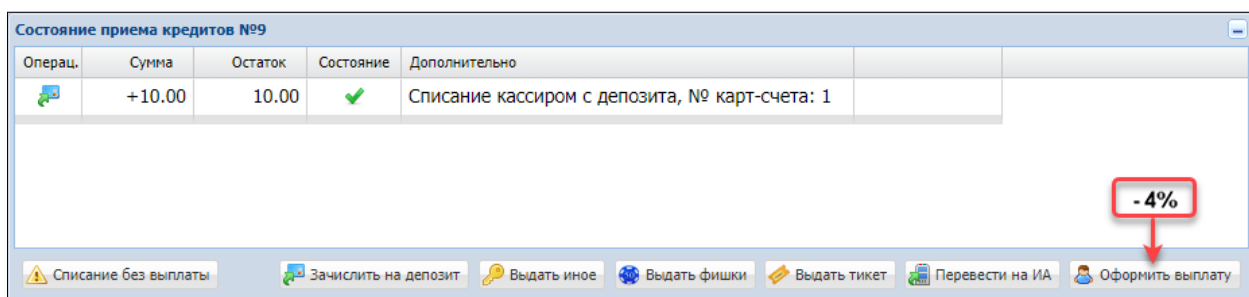 Состояние приема кредитов №9
Операц. Сумма Остаток Состояние Дополнительно
+10.00 10.00 Списание кассиром с депозита, № карт-счета: 1
- 4%
Списание без выплаты Зачислить на депозит Выдать иное Выдать фишки Выдать тикет Перевести на ИА Оформить выплату